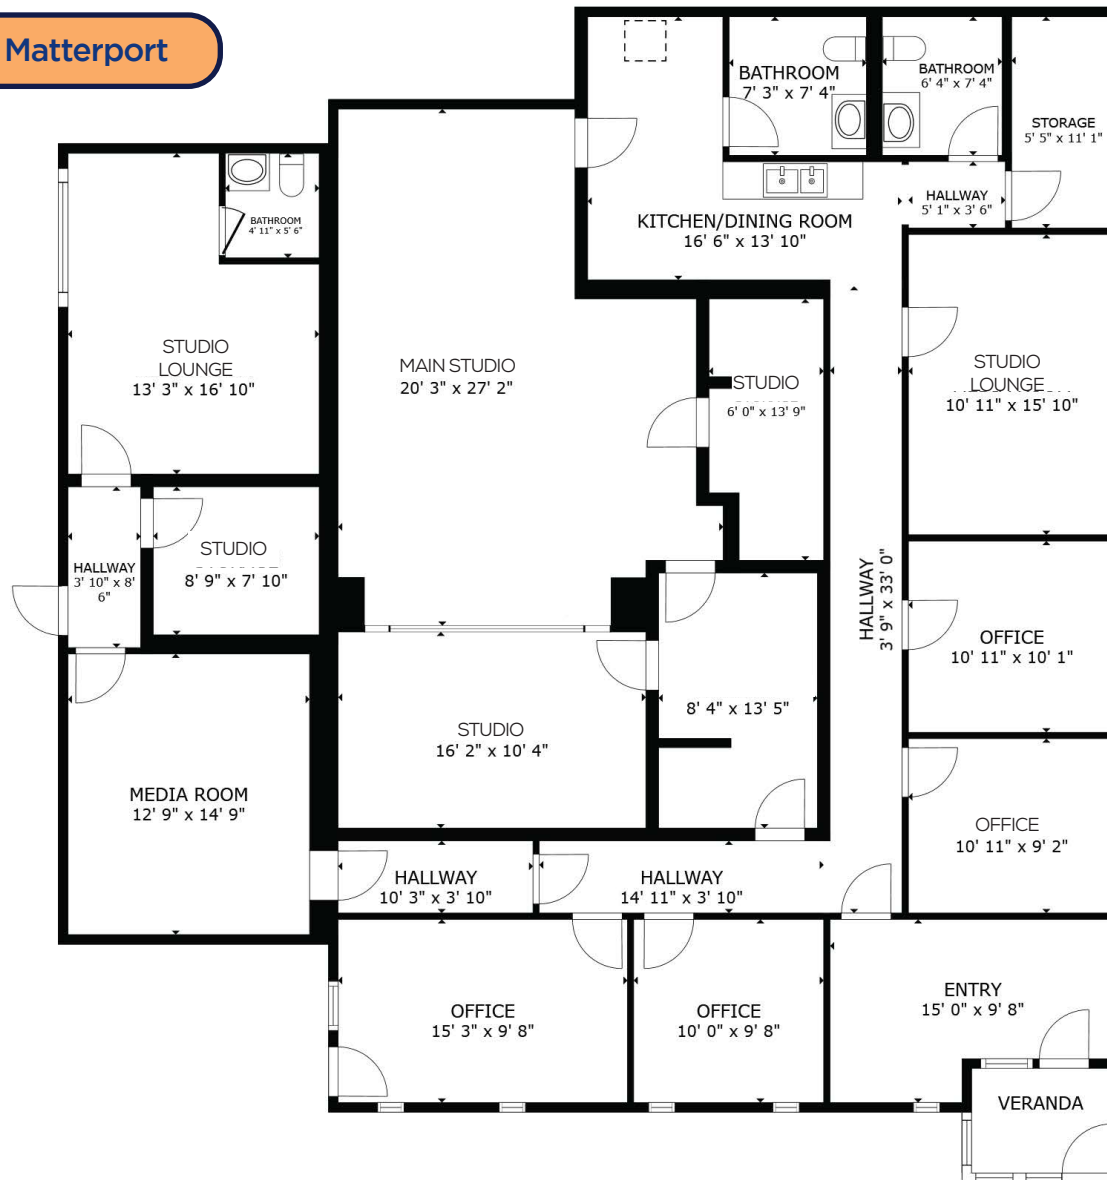 Matterport
BATHROOM
7' 3" x 7' 4"
BATHROOM
6' 4" x 7' 4"
STORAGE
5' 5" x 11' 1"
HALLWAY
5' 1" x 3' 6"
KITCHEN/DINING ROOM
16' 6" x 13' 10"
BATHROOM
4' 11" x 5' 6"
STUDIO
LOUNGE
13' 3" x 16' 10"
MAIN STUDIO
20' 3" x 27' 2"
STUDIO
6' 0" x 13' 9"
STUDIO
LOUNGE
10' 11" x 15' 10"
HALLWAY
3' 10" x 8'
6"
STUDIO
8' 9" x 7' 10"
HALLWAY
3' 9" x 33' 0"
OFFICE
10' 11" x 10' 1"
8' 4" x 13' 5"
STUDIO
16' 2" x 10' 4"
MEDIA ROOM
12' 9" x 14' 9"
OFFICE
10' 11" x 9' 2"
HALLWAY
10' 3" x 3' 10"
HALLWAY
14' 11" x 3' 10"
OFFICE
15' 3" x 9' 8"
OFFICE
10' 0" x 9' 8"
ENTRY
15' 0" x 9' 8"
VERANDA